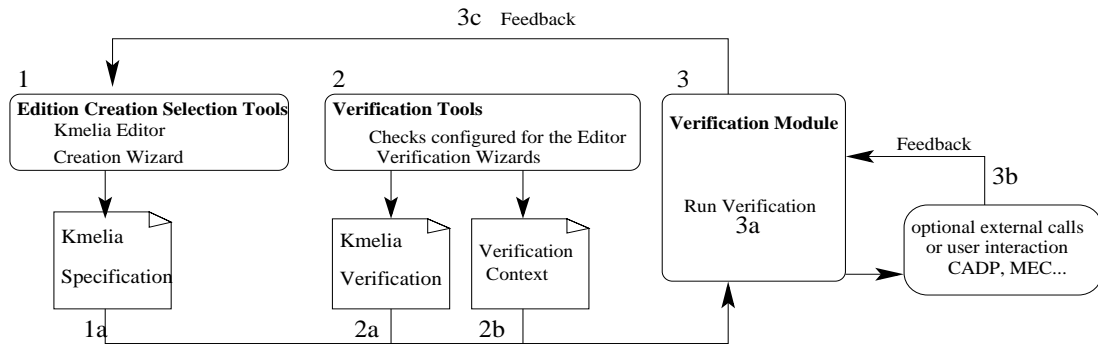 3c Feedback
1
Edition Creation Selection Tools
Kmelia Editor
Creation Wizard
2
Verification Tools
Checks configured for the Editor
Verification Wizards
3
Verification Module
Run Verification
3a
Feedback
3b
optional external calls
or user interaction
CADP, MEC...
Kmelia
Specification
Kmelia
Verification
Verification
Context
1a
2a
2b